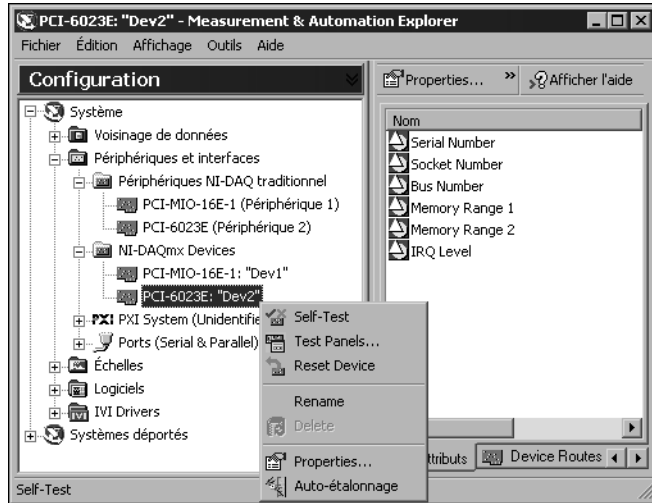 PCI-6023E: "Dev2" - Measurement & Automation Explorer
Fichier Édition Affichage Outils Aide
Configuration
Properties... » Afficher l'aide
Système
Voisinage de données
Périphériques et interfaces
Périphériques NI-DAQ traditionnel
PCI-MIO-16E-1 (Périphérique 1)
PCI-6023E (Périphérique 2)
NI-DAQmx Devices
PCI-MIO-16E-1: "Dev1"
PCI-6023E: "Dev2"
PXI PXI System (Unidentifie
Ports (Serial & Parallel)
Échelles
Logiciels
IVI IVI Drivers
Systèmes déportés
Nom
Serial Number
Socket Number
Bus Number
Memory Range 1
Memory Range 2
IRQ Level
Self-Test
Test Panels...
Reset Device
Rename
Delete
Properties...
Auto-étalonnage
ttributs Device Routes
Self-Test